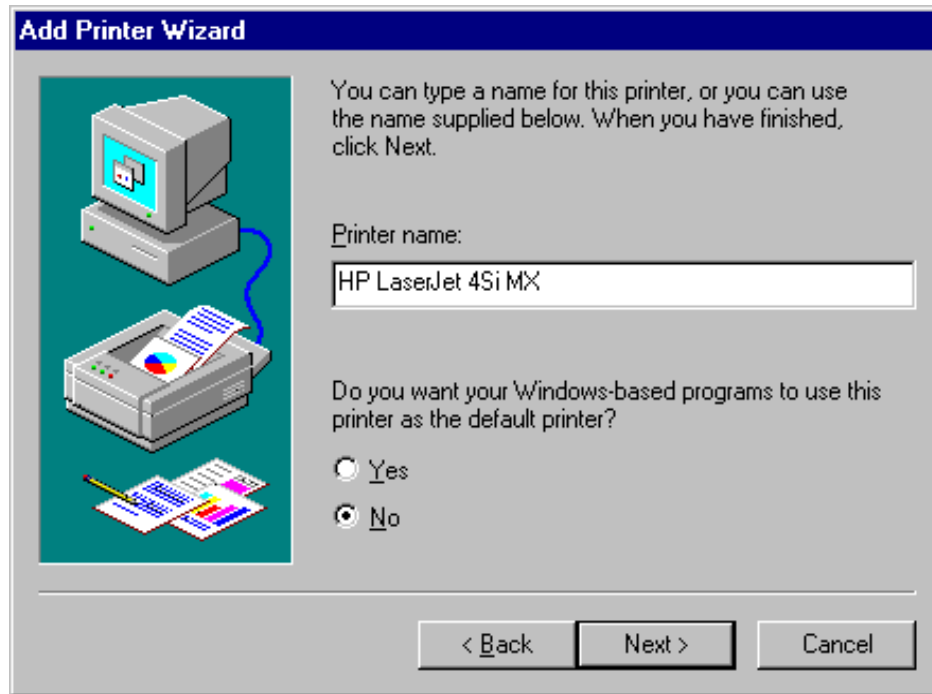 Add Printer Wizard
You can type a name for this printer, or you can use
the name supplied below. When you have finished,
click Next.
Printer name:
HP LaserJet 4Si MX
Do you want your Windows-based programs to use this
printer as the default printer?
Yes
No
< Back
Next >
Cancel